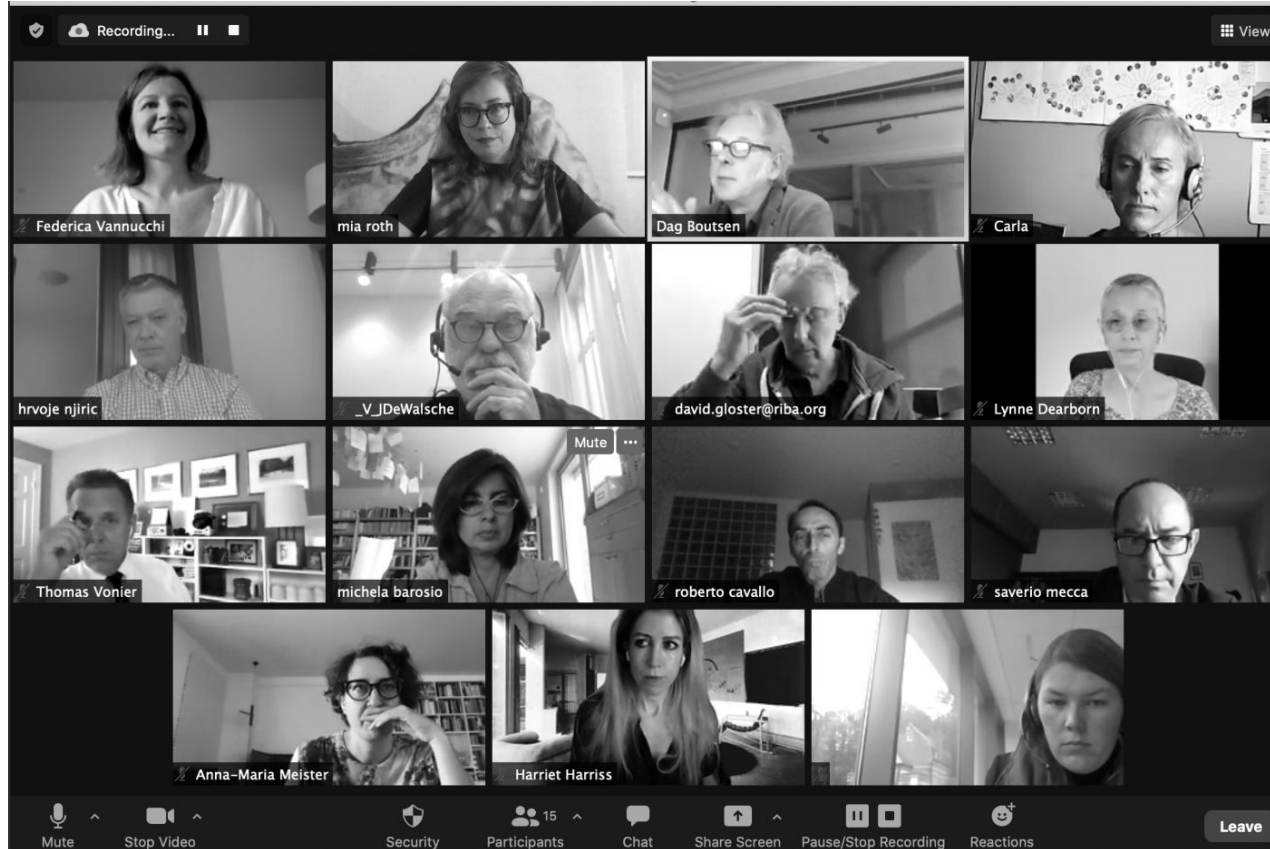 Recording...
View
Federica Vannucchi
mia roth
Dag Boutsen
Carla
hrvoje njiric
_V_JDeWalsche
david.gloster@riba.org
Lynne Dearborn
Mute
Thomas Vonier
michela barosio
roberto cavallo
saverio mecca
Anna-Maria Meister
Harriet Harriss
15
Mute
Stop Video
Security
Participants
Chat
Share Screen
Pause/Stop Recording
Reactions
Leave